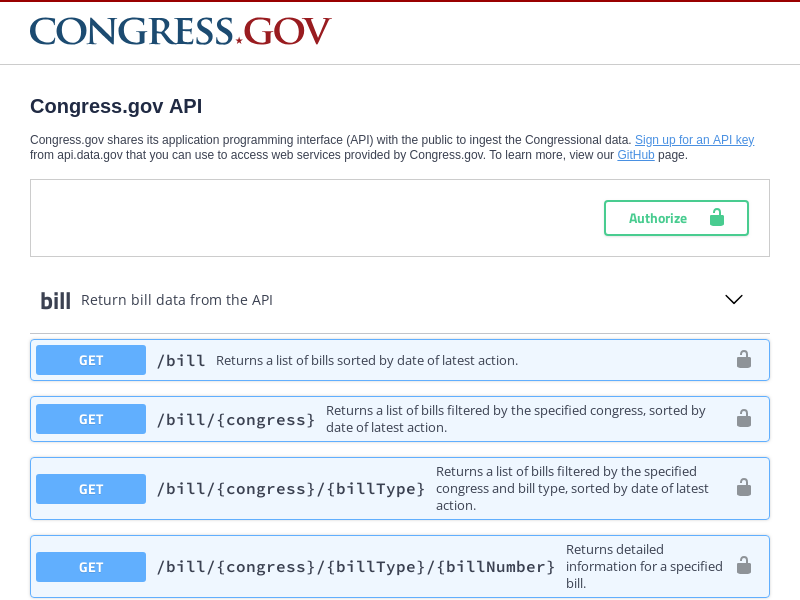 CONGRESS.GOV
Congress.gov API
Congress.gov shares its application programming interface (API) with the public to ingest the Congressional data. Sign up for an API key
from api.data.gov that you can use to access web services provided by Congress.gov. To learn more, view our GitHub page.
Authorize
bill Return bill data from the API
GET /bill Returns a list of bills sorted by date of latest action.
GET /bill/{congress} Returns a list of bills filtered by the specified congress, sorted by
date of latest action.
GET /bill/{congress}/{billType} Returns a list of bills filtered by the specified
congress and bill type, sorted by date of latest
action.
GET /bill/{congress}/{billType}/{billNumber} Returns detailed
information for a specified
bill.